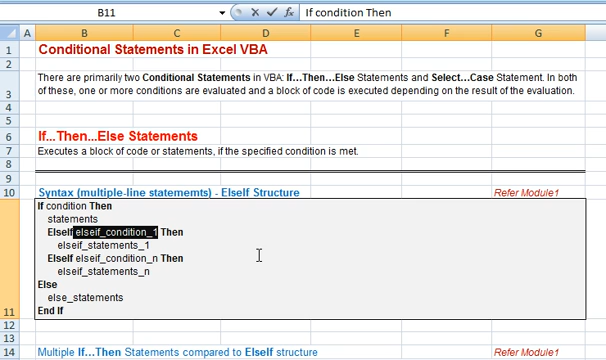 B11 fx If condition Then
A B C D E F G
1 Conditional Statements in Excel VBA
2
There are primarily two Conditional Statements in VBA: If...Then...Else Statements and Select...Case Statement. In both
3 of these, one or more conditions are evaluated and a block of code is executed depending on the result of the evaluation.
4
5
6 If...Then...Else Statements
7 Executes a block of code or statements, if the specified condition is met.
8
9
10 Syntax (multiple-line statememts) - ElseIf Structure Refer Module1
If condition Then
statements
ElseIf elseif_condition_1 Then
elseif_statements_1
ElseIf elseif_condition_n Then
elseif_statements_n
Else
else_statements
11 End If
12
13
14 Multiple If...Then Statements compared to ElseIf structure Refer Module1